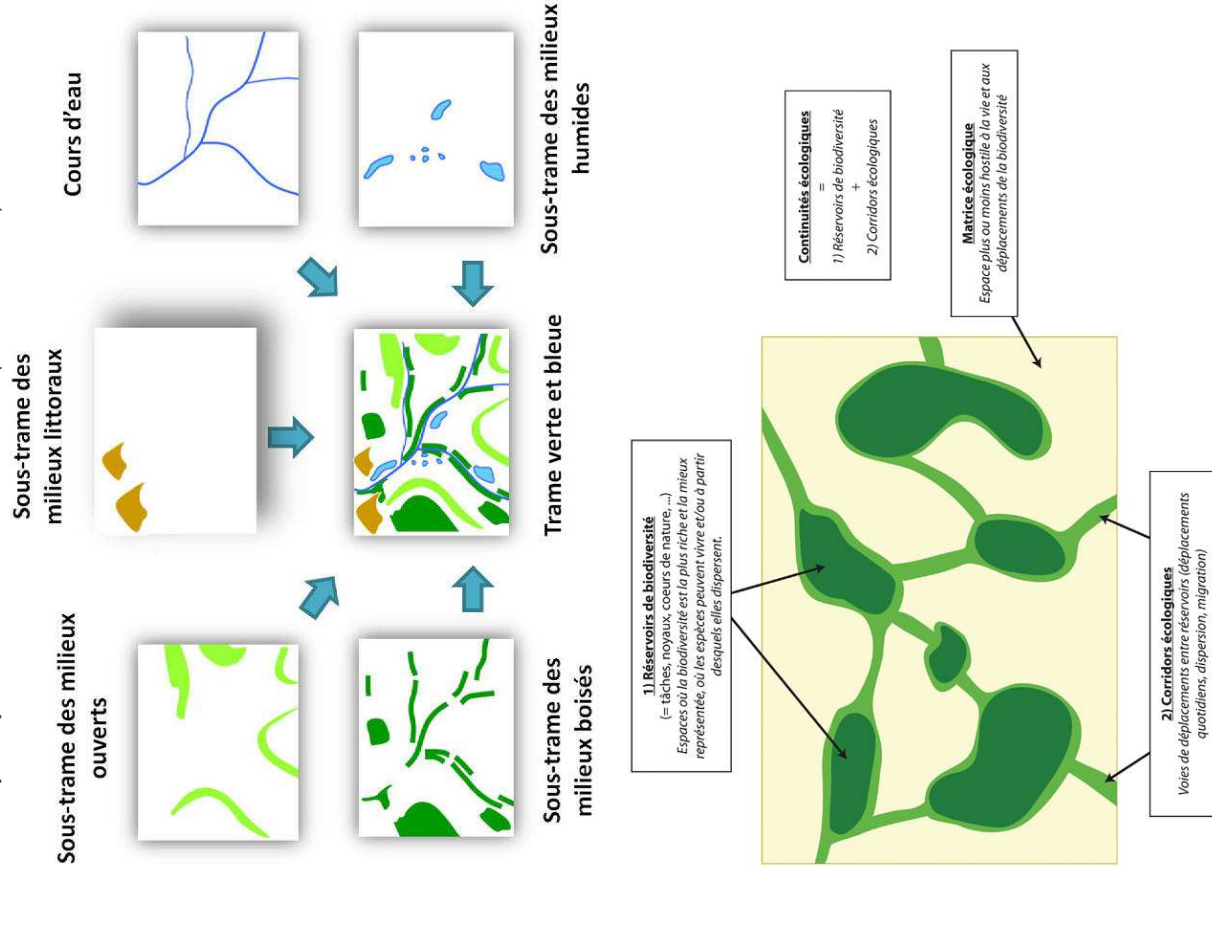 Sous-trame des
milieux littoraux
Sous-trame des milieux
ouverts
Cours d'eau
Sous-trame des
milieux boisés
Trame verte et bleue
Sous-trame des milieux
humides
1) Réservoirs de biodiversité
(= tâches, noyaux, coeurs de nature, ...)
Espaces où la biodiversité est la plus riche et la mieux
représentée, où les espèces peuvent vivre et/ou à partir
desquels elles dispersent.
Continuités écologiques
=
1) Réservoirs de biodiversité
+
2) Corridors écologiques
Matrice écologique
Espace plus ou moins hostile à la vie et aux
déplacements de la biodiversité
2) Corridors écologiques
Voies de déplacements entre réservoirs (déplacements
quotidiens, dispersion, migration)